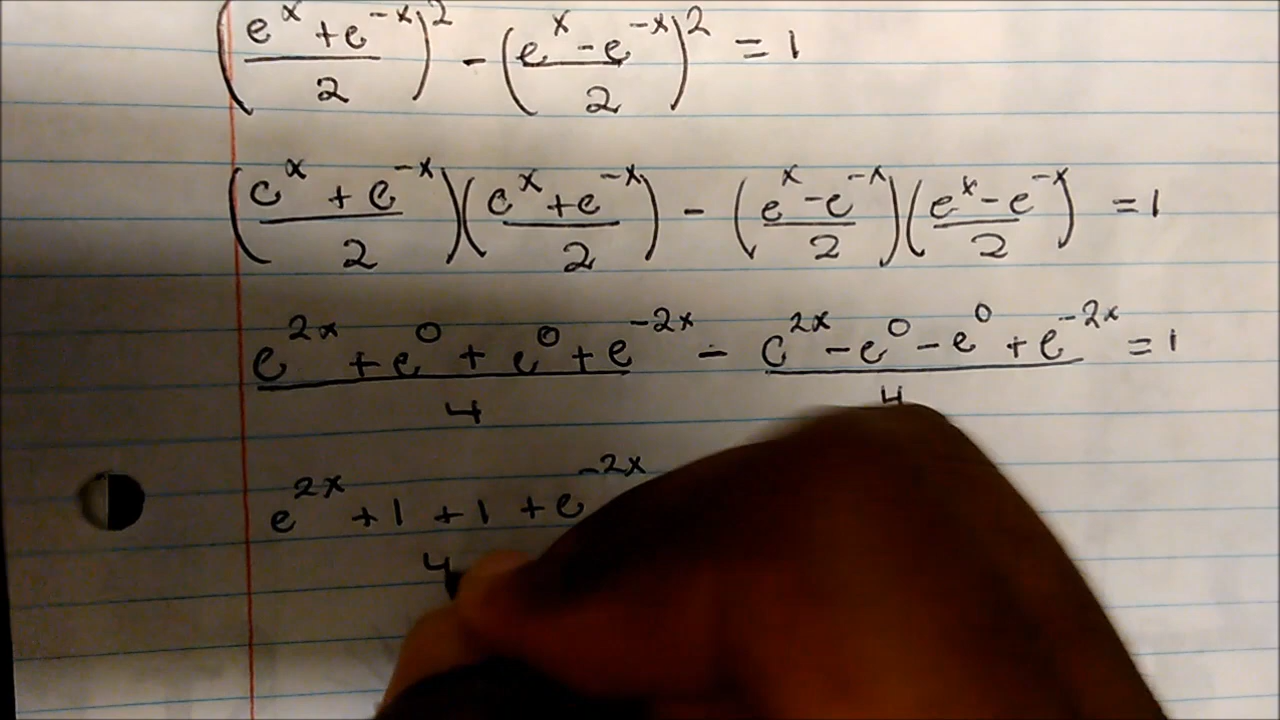 (e^x + e^-x / 2)^2 - (e^x - e^-x / 2)^2 = 1
(e^x + e^-x / 2)(e^x + e^-x / 2) - (e^x - e^-x / 2)(e^x - e^-x / 2) = 1
e^2x + e^0 + e^0 + e^-2x / 4 - e^2x - e^0 - e^0 + e^-2x / 4 = 1
e^2x + 1 + 1 + e^-2x
4